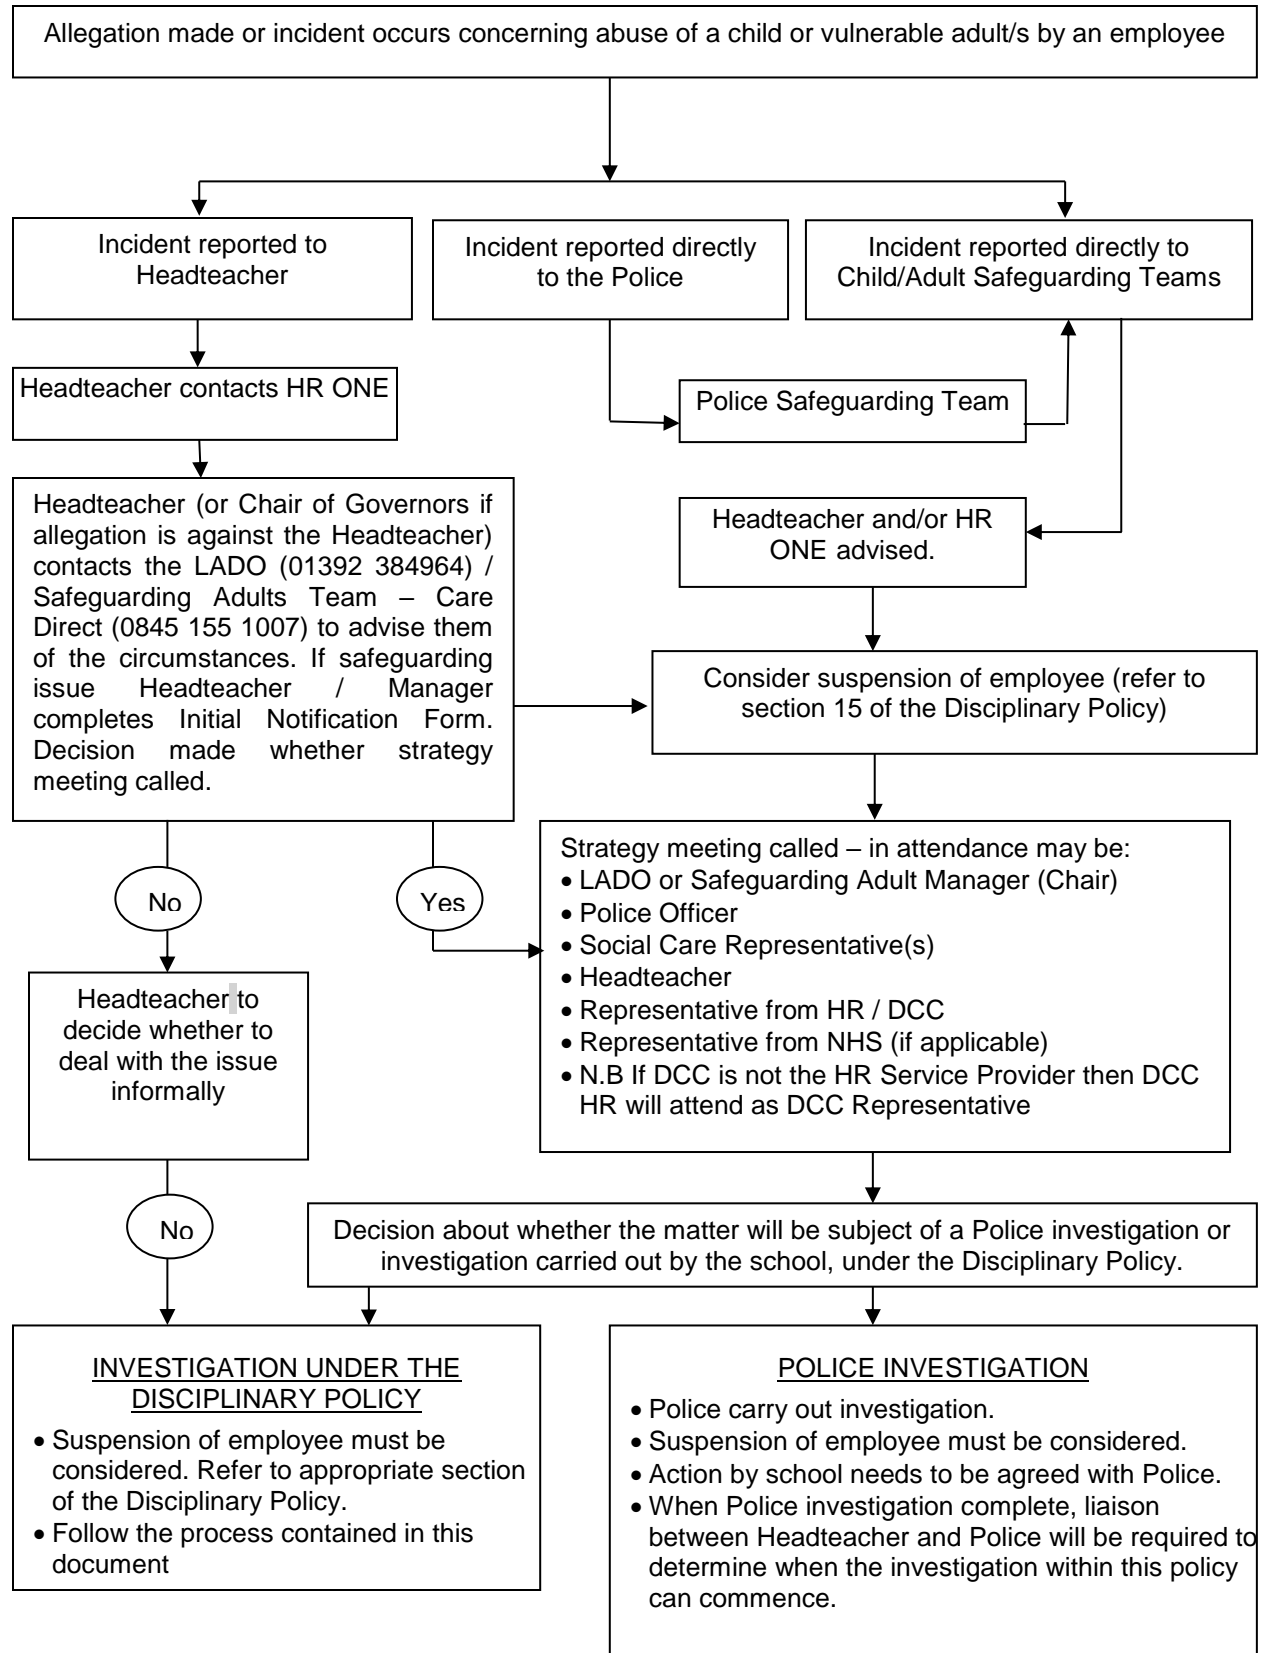 Allegation made or incident occurs concerning abuse of a child or vulnerable adult/s by an employee
Incident reported to
Headteacher
Incident reported directly
to the Police
Incident reported directly to
Child/Adult Safeguarding Teams
Headteacher contacts HR ONE
Police Safeguarding Team
Headteacher (or Chair of Governors if
allegation is against the Headteacher)
contacts the LADO (01392 384964) /
Safeguarding Adults Team – Care
Direct (0845 155 1007) to advise them
of the circumstances. If safeguarding
issue Headteacher / Manager
completes Initial Notification Form.
Decision made whether strategy
meeting called.
Headteacher and/or HR
ONE advised.
Consider suspension of employee (refer to
section 15 of the Disciplinary Policy)
No
Yes
Strategy meeting called – in attendance may be:
• LADO or Safeguarding Adult Manager (Chair)
• Police Officer
• Social Care Representative(s)
• Headteacher
• Representative from HR / DCC
• Representative from NHS (if applicable)
• N.B If DCC is not the HR Service Provider then DCC
HR will attend as DCC Representative
Headteacher to
decide whether to
deal with the issue
informally
No
Decision about whether the matter will be subject of a Police investigation or
investigation carried out by the school, under the Disciplinary Policy.
INVESTIGATION UNDER THE
DISCIPLINARY POLICY
• Suspension of employee must be
considered. Refer to appropriate section
of the Disciplinary Policy.
• Follow the process contained in this
document
POLICE INVESTIGATION
• Police carry out investigation.
• Suspension of employee must be considered.
• Action by school needs to be agreed with Police.
• When Police investigation complete, liaison
between Headteacher and Police will be required to
determine when the investigation within this policy
can commence.